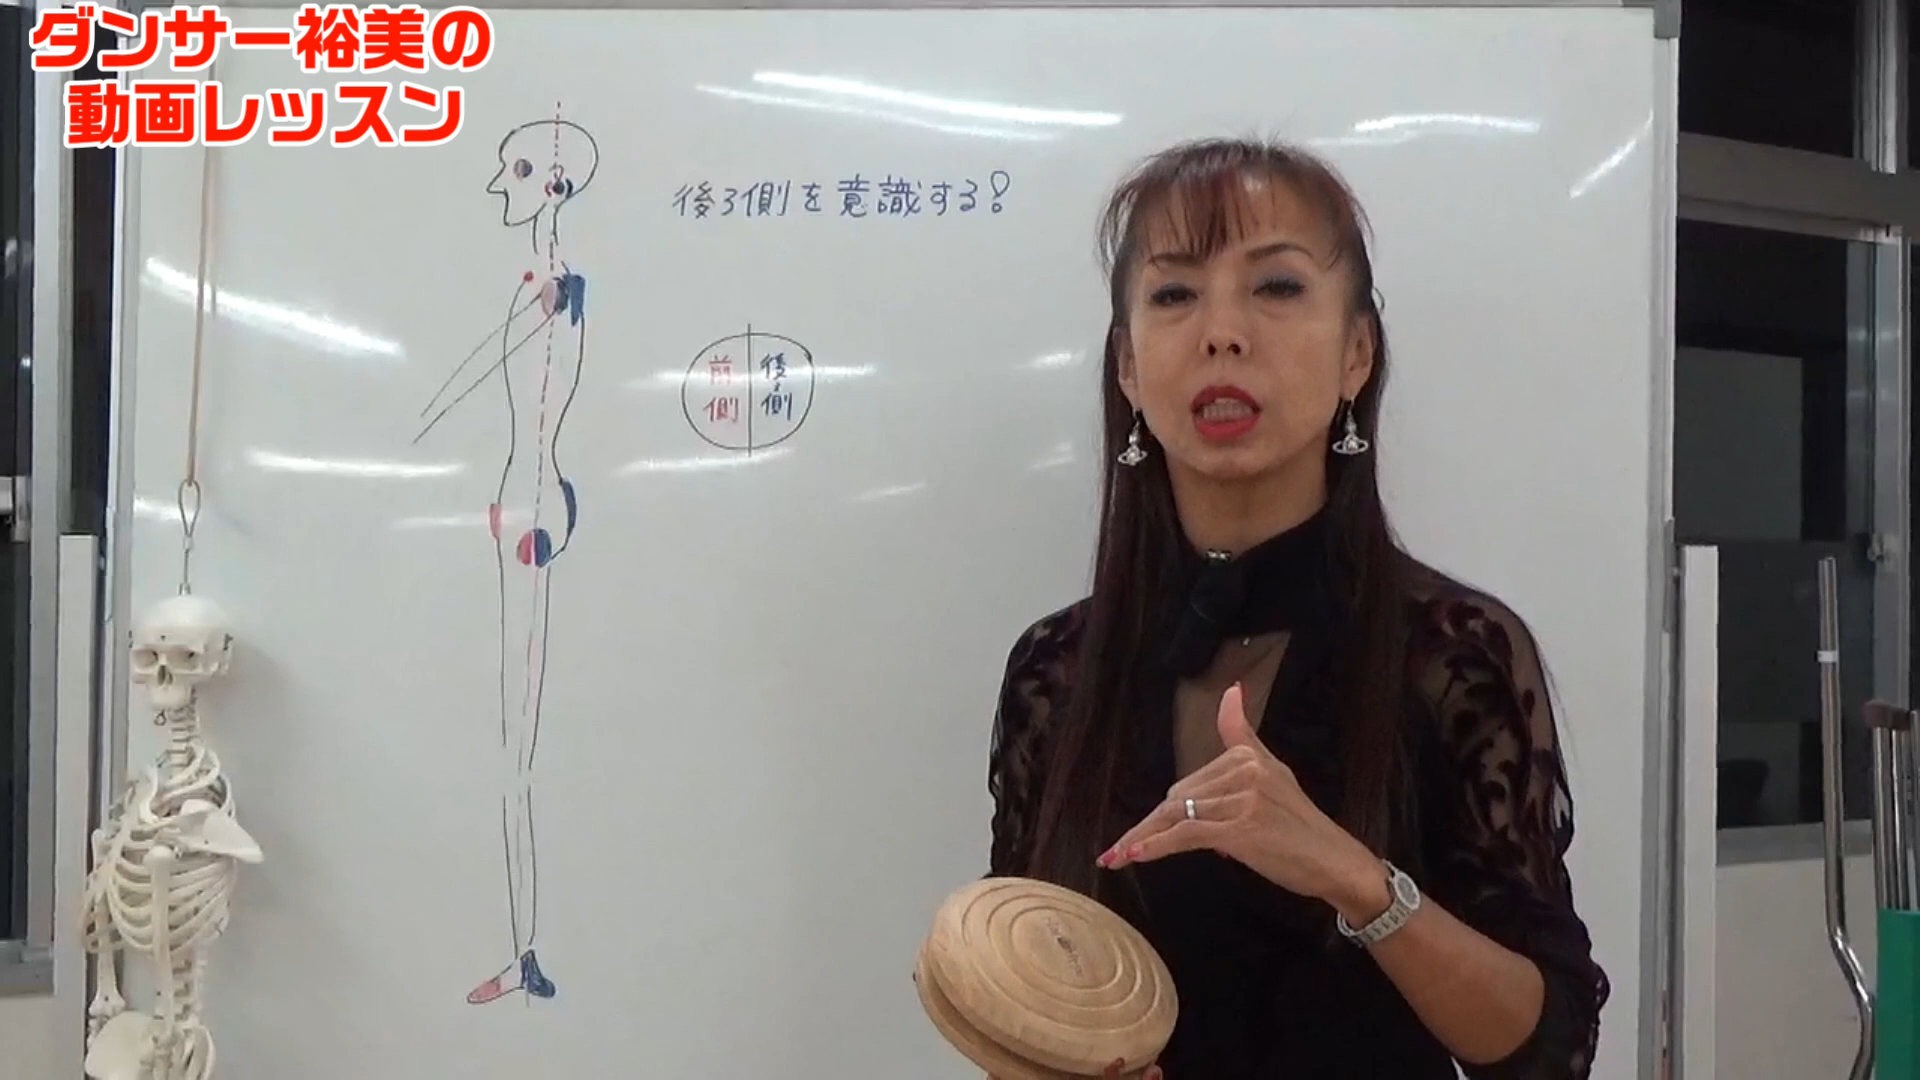 ダンサー裕美の
動画レッスン
後ろ側を意識する!
前側
後ろ側